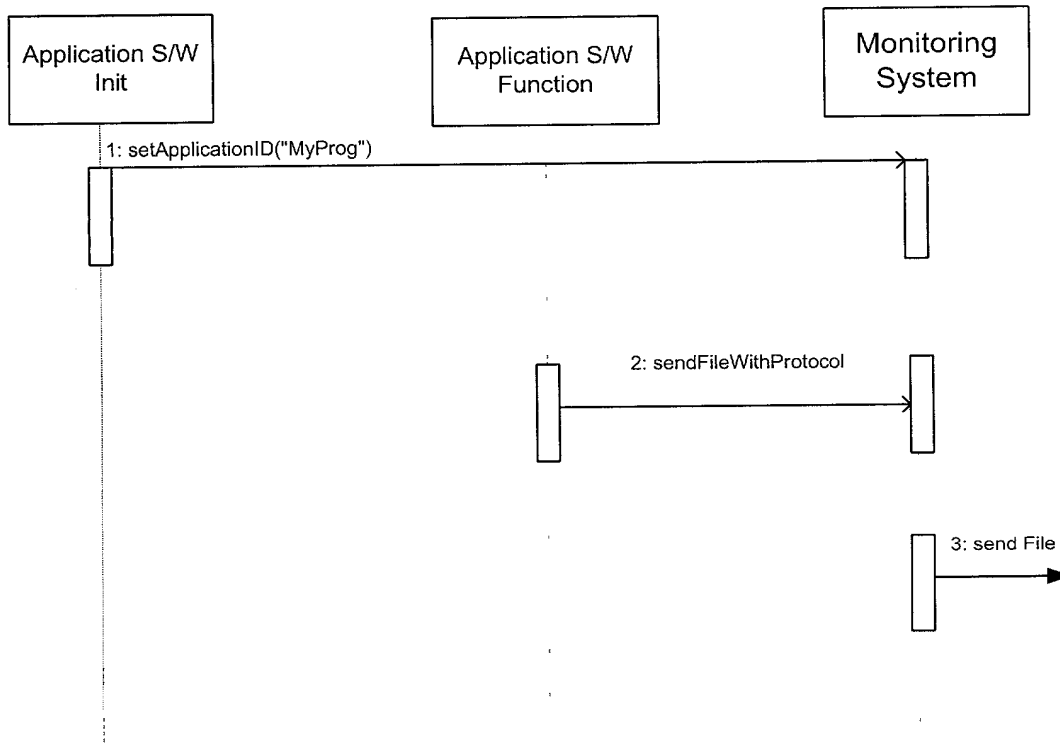 Application S/W
Init
Application S/W
Function
Monitoring
System
1: setApplicationID("MyProg")
2: sendFileWithProtocol
3: send File